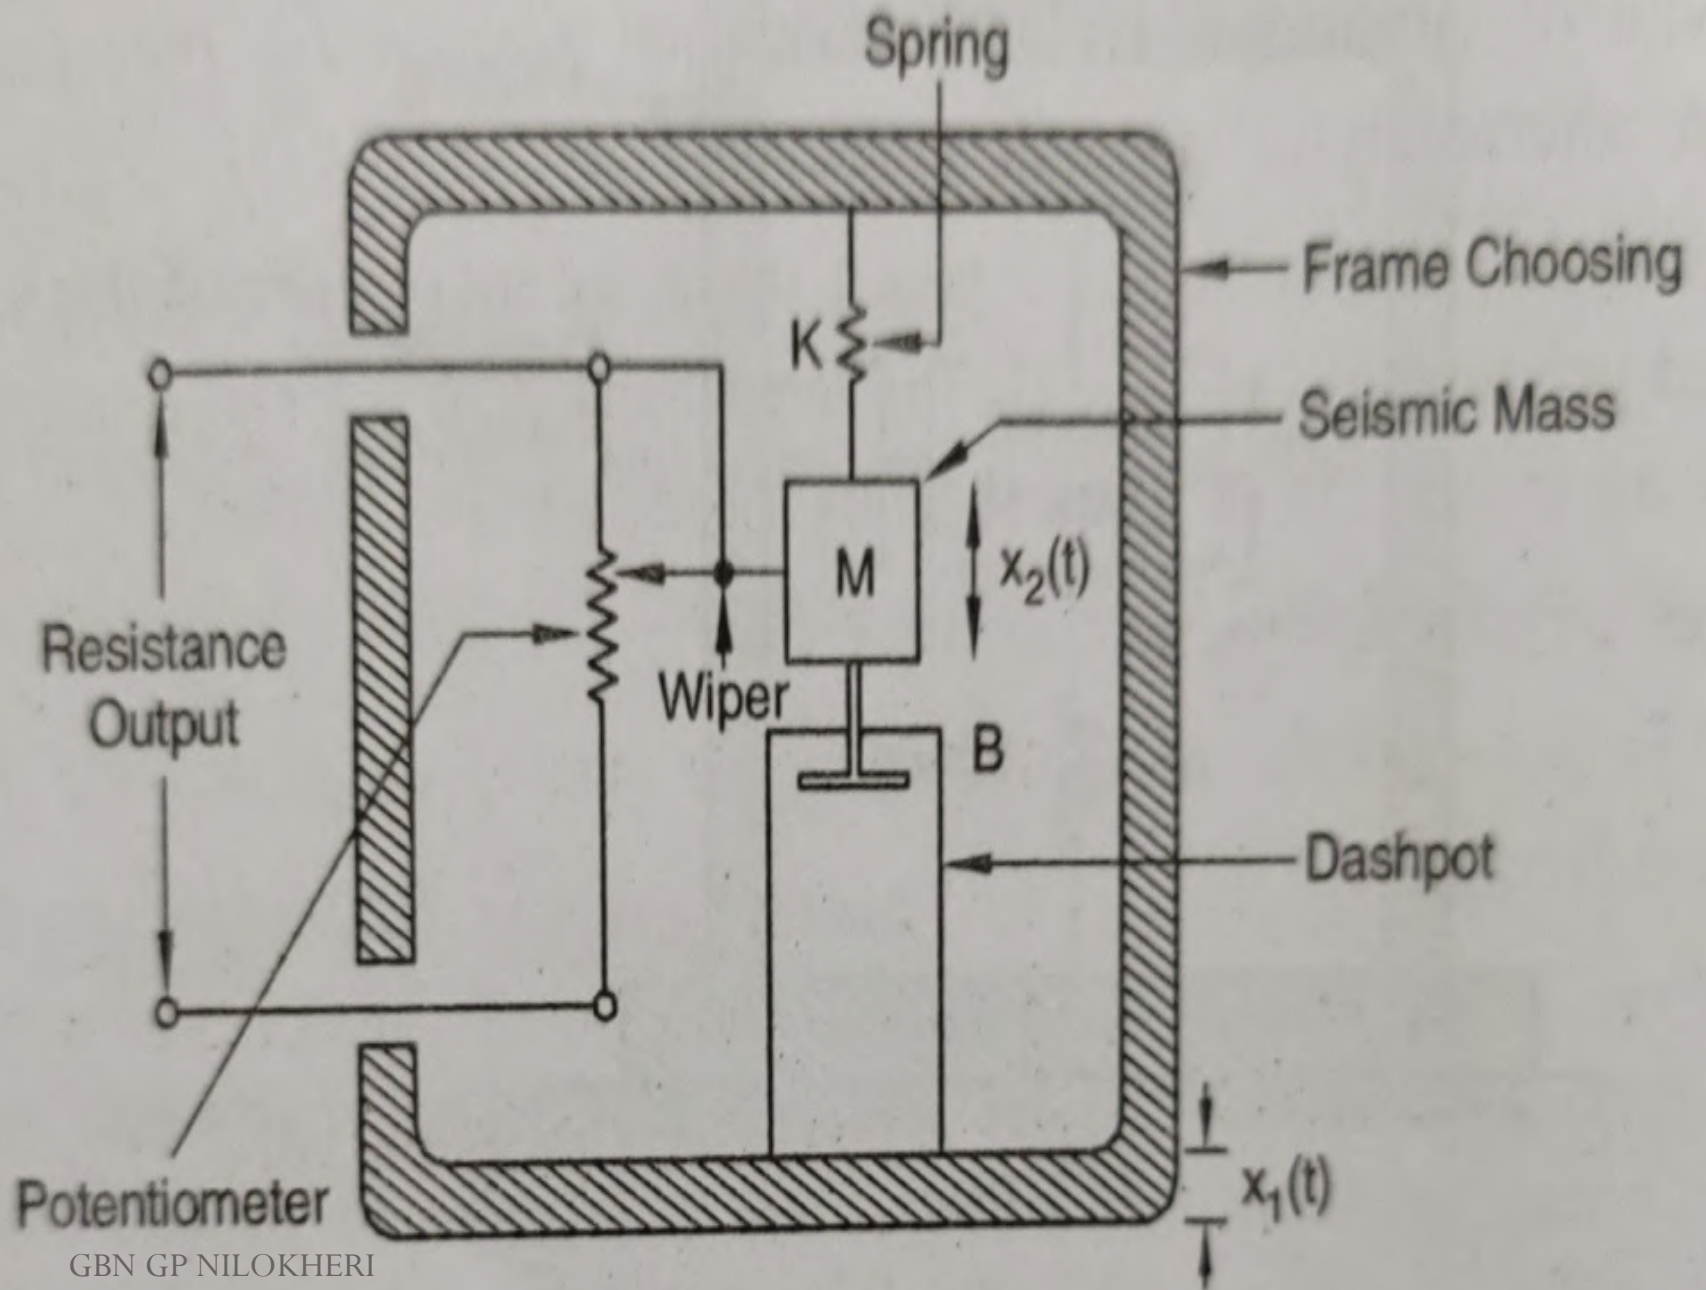 Spring
Frame Choosing
K
Seismic Mass
M
x₂(t)
Resistance
Output
Wiper
B
Dashpot
x₁(t)
Potentiometer
GBN GP NILOKHERI